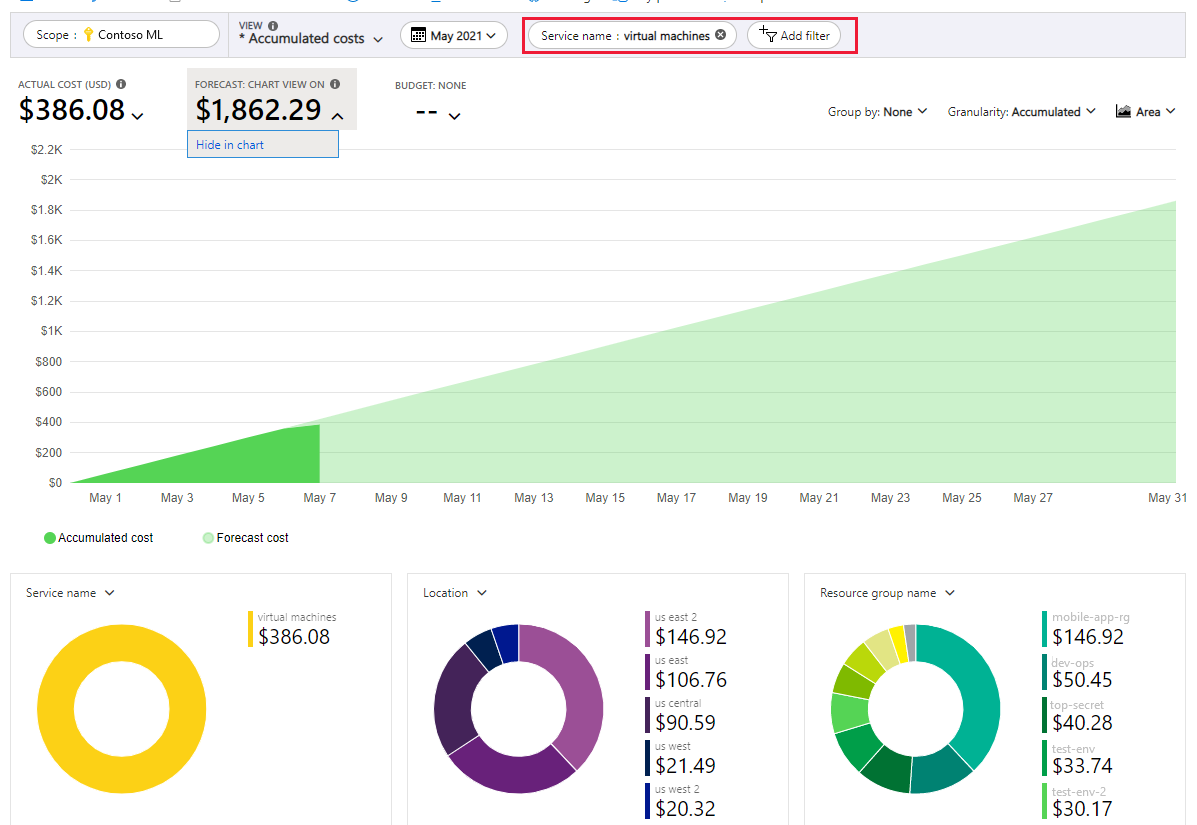 Scope : Contoso ML
VIEW
* Accumulated costs
May 2021
Service name : virtual machines
Add filter
ACTUAL COST (USD)
$386.08
FORECAST: CHART VIEW ON
$1,862.29
Hide in chart
BUDGET: NONE
--
Group by: None
Granularity: Accumulated
Area
$2.2K
$2K
$1.8K
$1.6K
$1.4K
$1.2K
$1K
$800
$600
$400
$200
$0
May 1 May 3 May 5 May 7 May 9 May 11 May 13 May 15 May 17 May 19 May 21 May 23 May 25 May 27 May 31
Accumulated cost
Forecast cost
Service name
virtual machines
$386.08
Location
us east 2
$146.92
us east
$106.76
us central
$90.59
us west
$21.49
us west 2
$20.32
Resource group name
mobile-app-rg
$146.92
dev-ops
$50.45
top-secret
$40.28
test-env
$33.74
test-env-2
$30.17